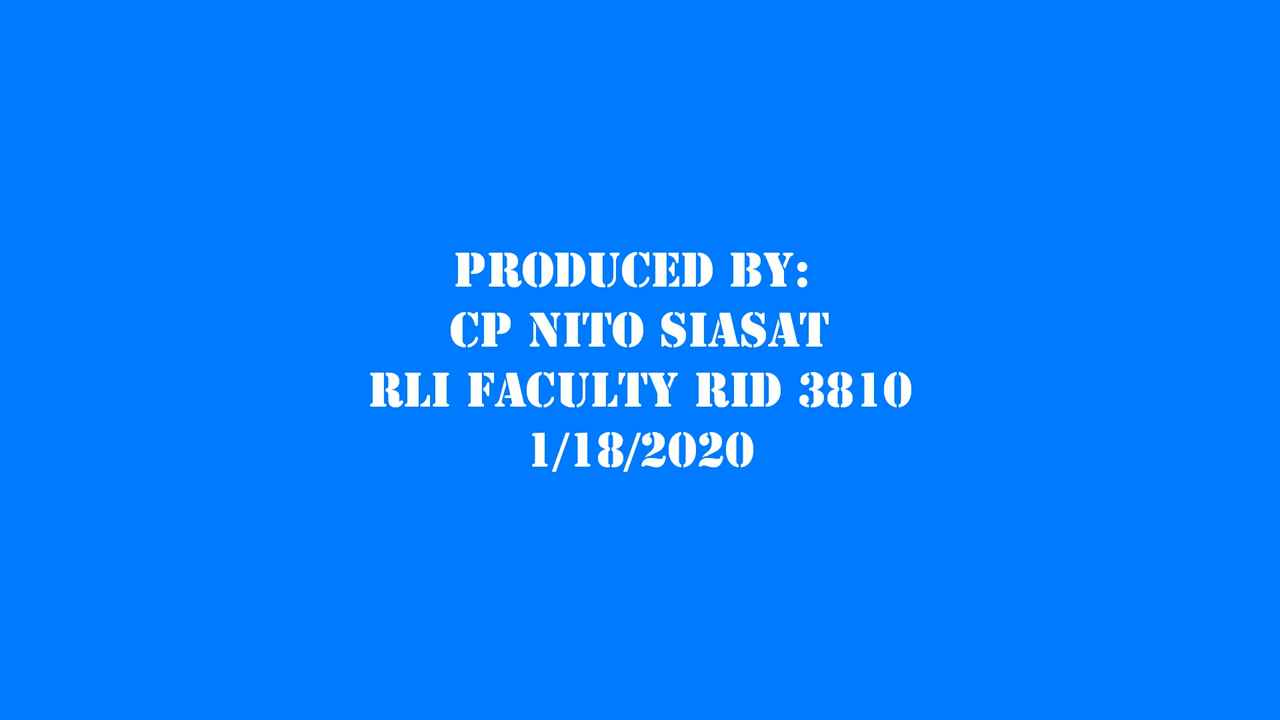 PRODUCED BY:
CP NITO SIASAT
RLI FACULTY RID 3810
1/18/2020